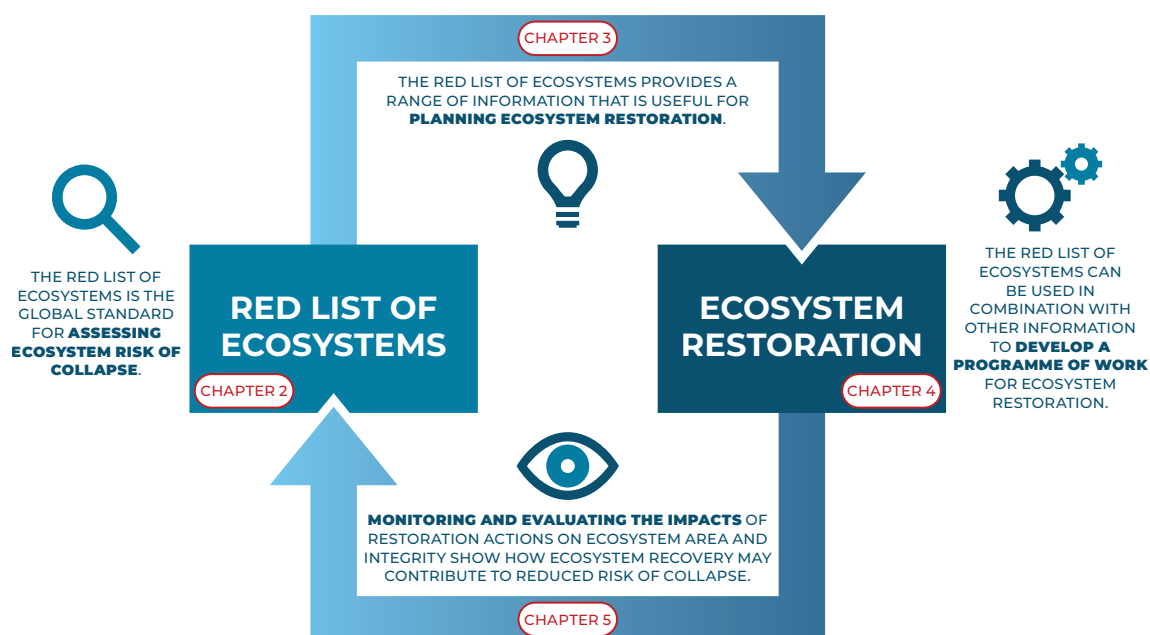 CHAPTER 3
THE RED LIST OF ECOSYSTEMS PROVIDES A
RANGE OF INFORMATION THAT IS USEFUL FOR
PLANNING ECOSYSTEM RESTORATION.
THE RED LIST OF
ECOSYSTEMS IS THE
GLOBAL STANDARD
FOR ASSESSING
ECOSYSTEM RISK OF
COLLAPSE.
RED LIST OF
ECOSYSTEMS
CHAPTER 2
ECOSYSTEM
RESTORATION
CHAPTER 4
THE RED LIST OF
ECOSYSTEMS CAN
BE USED IN
COMBINATION WITH
OTHER INFORMATION
TO DEVELOP A
PROGRAMME OF WORK
FOR ECOSYSTEM
RESTORATION.
MONITORING AND EVALUATING THE IMPACTS OF
RESTORATION ACTIONS ON ECOSYSTEM AREA AND
INTEGRITY SHOW HOW ECOSYSTEM RECOVERY MAY
CONTRIBUTE TO REDUCED RISK OF COLLAPSE.
CHAPTER 5